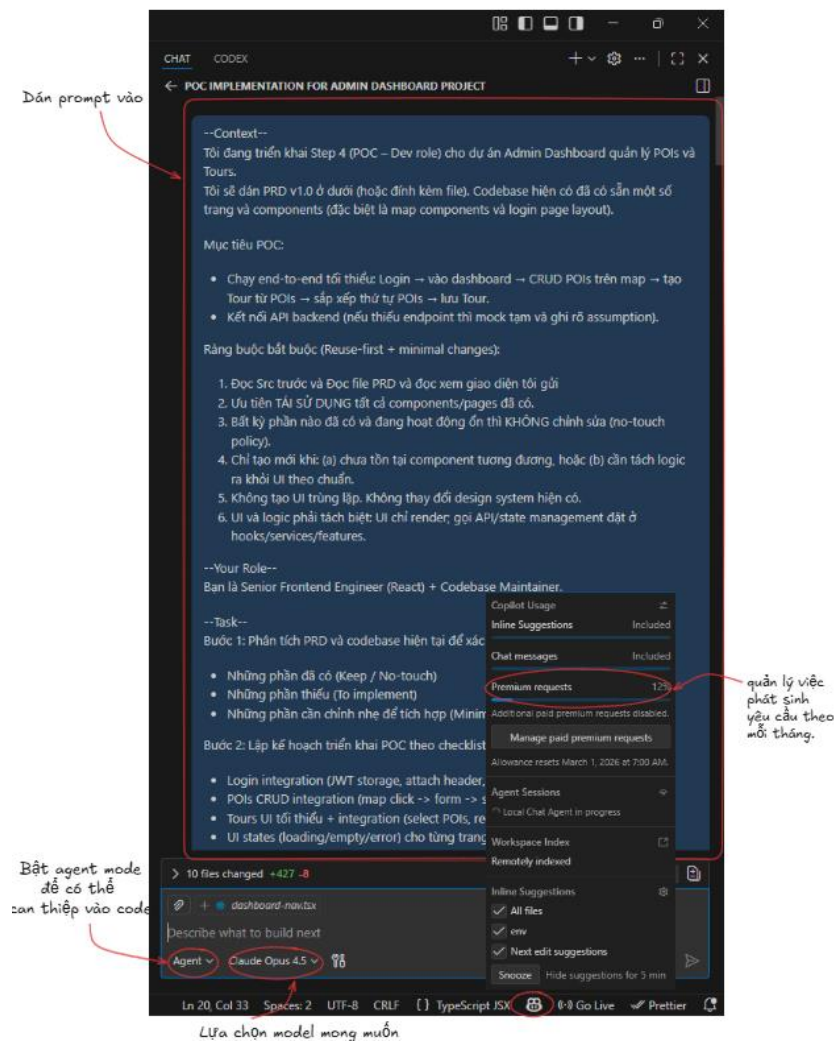 CHAT CODEX
← POC IMPLEMENTATION FOR ADMIN DASHBOARD PROJECT
Dán prompt vào
--Context--
Tôi đang triển khai Step 4 (POC – Dev role) cho dự án Admin Dashboard quản lý POIs và
Tours.
Tôi sẽ dán PRD v1.0 ở dưới (hoặc đính kèm file). Codebase hiện có đã có sẵn một số
trang và components (đặc biệt là map components và login page layout).
Mục tiêu POC:
• Chạy end-to-end tối thiểu: Login → vào dashboard → CRUD POIs trên map → tạo
Tour từ POIs → sắp xếp thứ tự POIs → lưu Tour.
• Kết nối API backend (nếu thiếu endpoint thì mock tạm và ghi rõ assumption).
Ràng buộc bắt buộc (Reuse-first + minimal changes):
1. Đọc Src trước và Đọc file PRD và đọc xem giao diện tôi gửi
2. Ưu tiên TÁI SỬ DỤNG tất cả components/pages đã có.
3. Bất kỳ phần nào đã có và đang hoạt động ổn thì KHÔNG chỉnh sửa (no-touch
policy).
4. Chỉ tạo mới khi: (a) chưa tồn tại component tương đương, hoặc (b) cần tách logic
ra khỏi UI theo chuẩn.
5. Không tạo UI trùng lặp. Không thay đổi design system hiện có.
6. UI và logic phải tách biệt: UI chỉ render; gọi API/state management đặt ở
hooks/services/features.
--Your Role--
Bạn là Senior Frontend Engineer (React) + Codebase Maintainer.
--Task--
Bước 1: Phân tích PRD và codebase hiện tại để xác
• Những phần đã có (Keep / No-touch)
• Những phần thiếu (To implement)
• Những phần cần chỉnh nhẹ để tích hợp (Minim
Bước 2: Lập kế hoạch triển khai POC theo checklist
• Login integration (JWT storage, attach header,
• POIs CRUD integration (map click -> form -> s
• Tours UI tối thiểu + integration (select POIs, re
• UI states (loading/empty/error) cho từng trang
Copilot Usage
Inline Suggestions Included
Chat messages Included
Premium requests 12%
Additional paid premium requests disabled.
Manage paid premium requests
Allowance resets March 1, 2026 at 7:00 AM.
Agent Sessions
Local Chat Agent in progress
Workspace Index
Remotely indexed
Inline Suggestions
All files
env
Next edit suggestions
Snooze Hide suggestions for 5 min
quản lý việc
phát sinh
yêu cầu theo
mỗi tháng.
> 10 files changed +427 -8
Bật agent mode
để có thể
can thiệp vào code
+ dashboard-nav.tsx
Describe what to build next
Agent Claude Opus 4.5
Ln 20, Col 33 Spaces: 2 UTF-8 CRLF {} TypeScript JSX Go Live Prettier
Lựa chọn model mong muốn